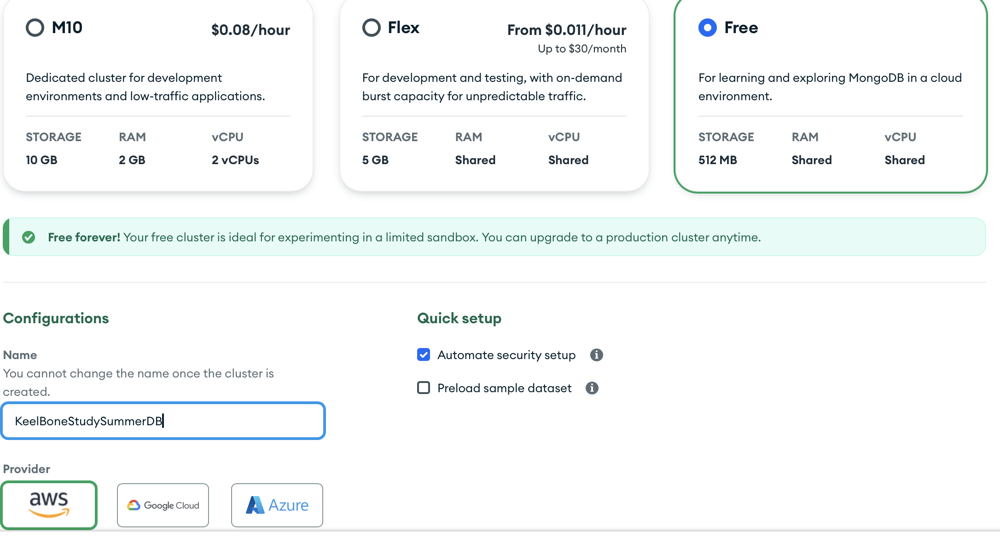 M10
$0.08/hour
Dedicated cluster for development
environments and low-traffic applications.
STORAGE RAM vCPU
10 GB 2 GB 2 vCPUs
Flex
From $0.011/hour
Up to $30/month
For development and testing, with on-demand
burst capacity for unpredictable traffic.
STORAGE RAM vCPU
5 GB Shared Shared
Free
For learning and exploring MongoDB in a cloud
environment.
STORAGE RAM vCPU
512 MB Shared Shared
Free forever! Your free cluster is ideal for experimenting in a limited sandbox. You can upgrade to a production cluster anytime.
Configurations
Name
You cannot change the name once the cluster is
created.
KeelBoneStudySummerDB
Provider
aws
Google Cloud
Azure
Quick setup
Automate security setup
Preload sample dataset